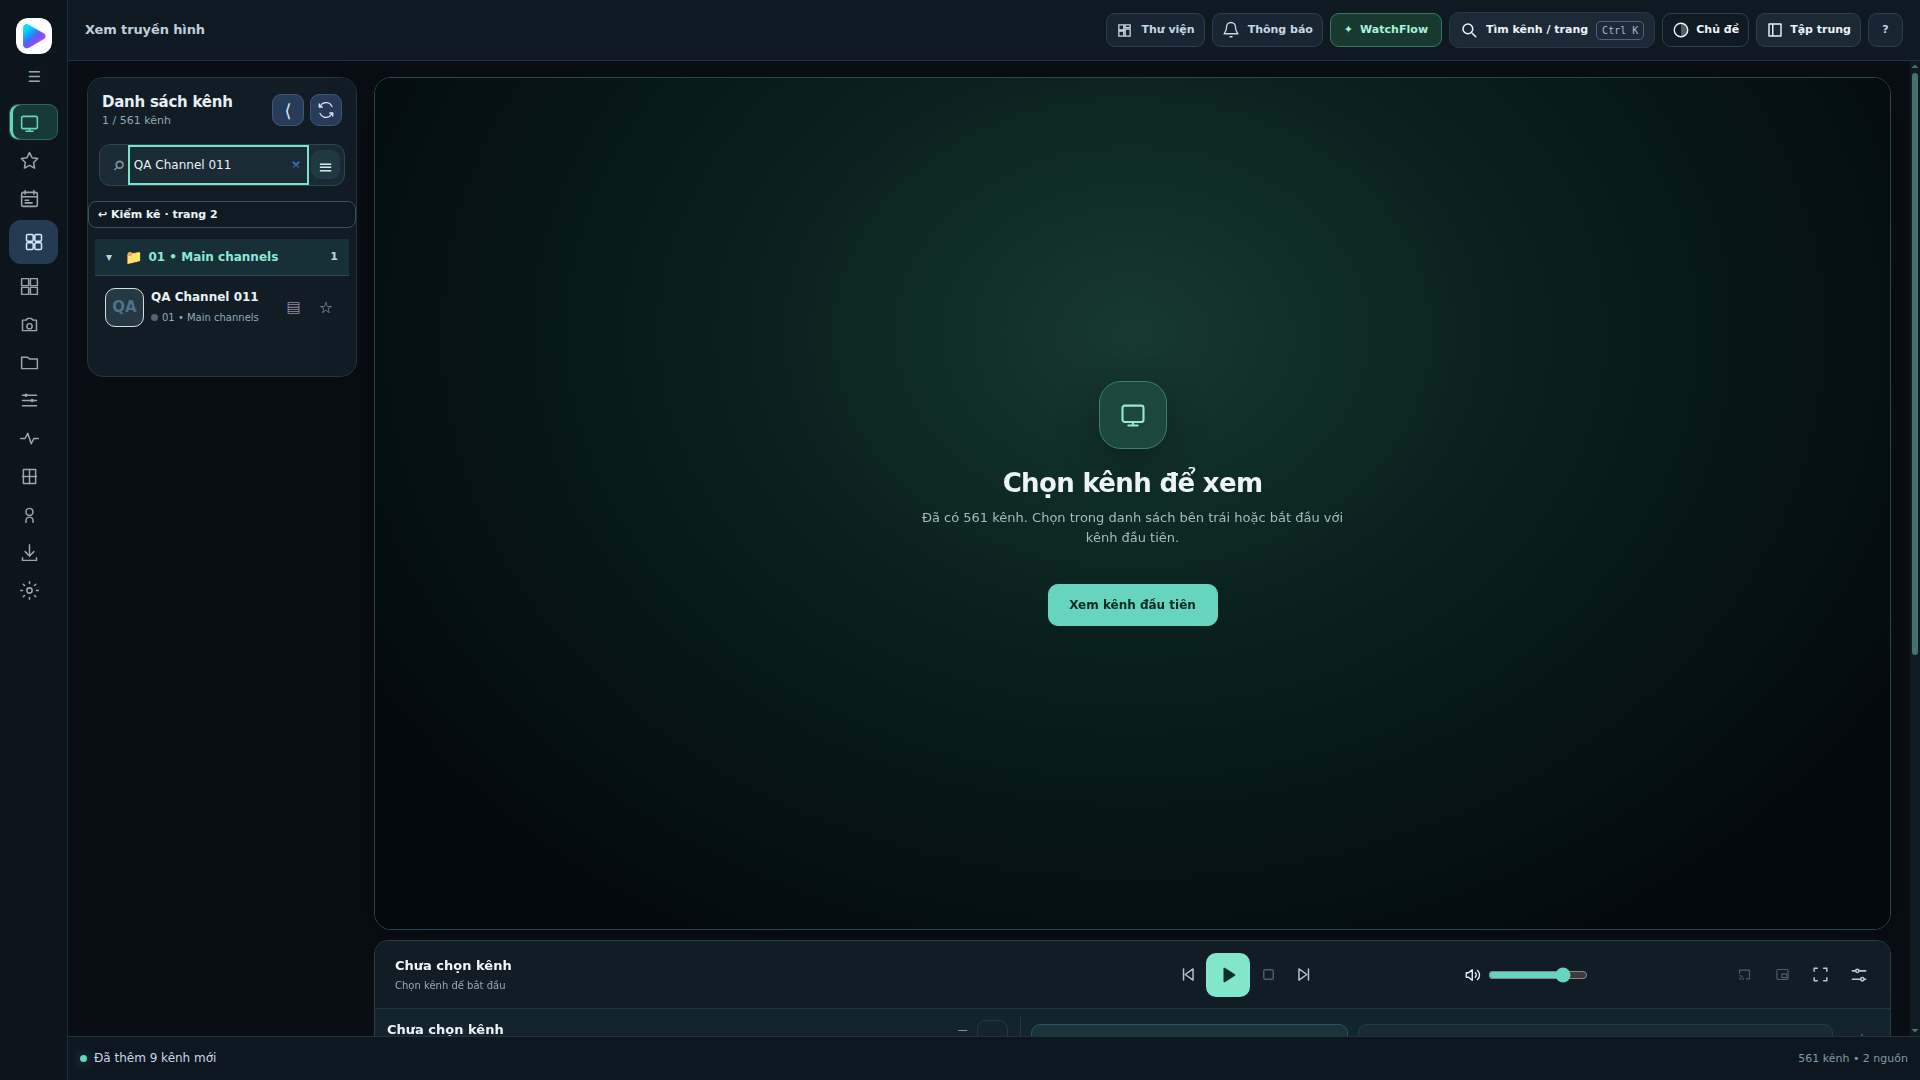 Xem truyền hình
Thư viện
Thông báo
✦ WatchFlow
Tìm kênh / trang
Ctrl K
Chủ đề
Tập trung
?
Danh sách kênh
1 / 561 kênh
QA Channel 011
↩ Kiểm kê · trang 2
01 • Main channels
1
QA
QA Channel 011
01 • Main channels
Chọn kênh để xem
Đã có 561 kênh. Chọn trong danh sách bên trái hoặc bắt đầu với
kênh đầu tiên.
Xem kênh đầu tiên
Chưa chọn kênh
Chọn kênh để bắt đầu
Chưa chọn kênh
Đã thêm 9 kênh mới
561 kênh • 2 nguồn